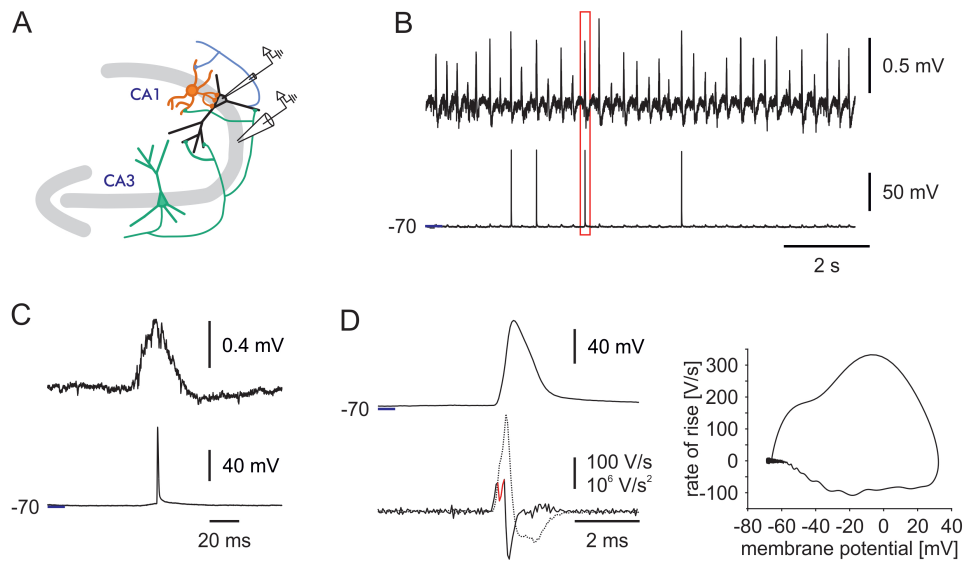 A
CA1
CA3
B
0.5 mV
50 mV
-70
2 s
C
0.4 mV
40 mV
-70
20 ms
D
40 mV
-70
100 V/s
10⁶ V/s²
2 ms
rate of rise [V/s]
300
200
100
0
-100
-80 -60 -40 -20 0 20 40
membrane potential [mV]